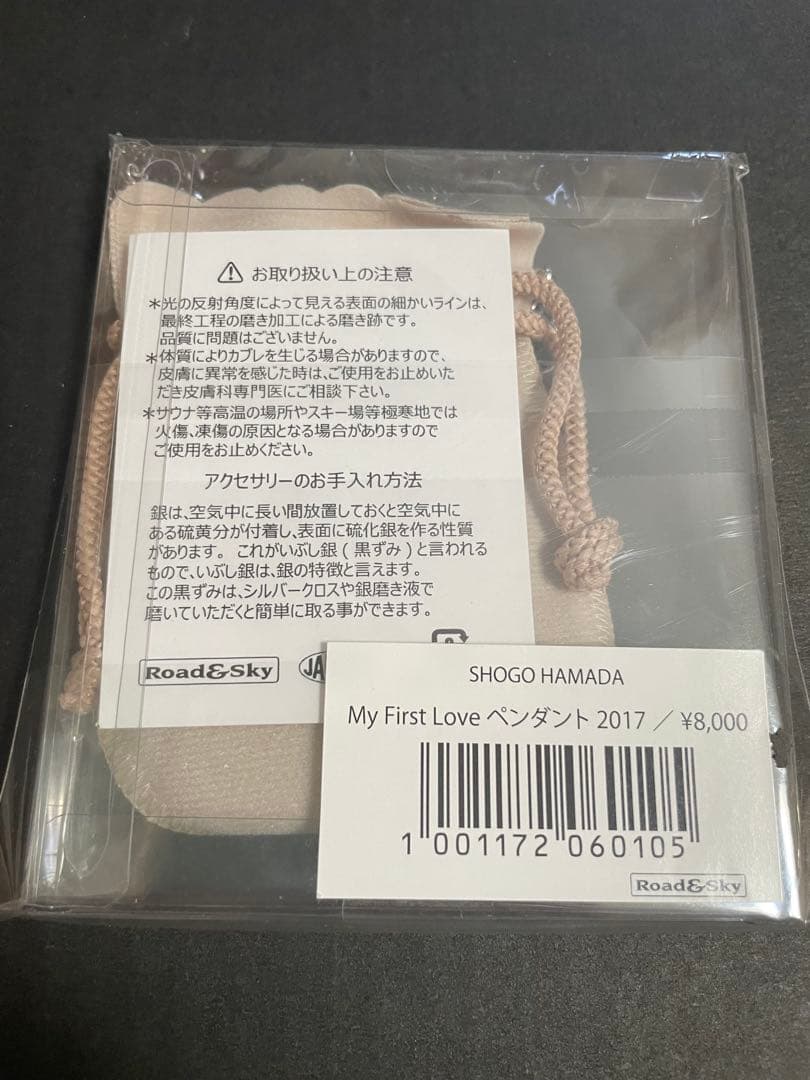 ⚠ お取り扱い上の注意
＊光の反射角度によって見える表面の細かいラインは、
最終工程の磨き加工による磨き跡です。
品質に問題はございません。
＊体質によりカブレを生じる場合がありますので、
皮膚に異常を感じた時は、ご使用をお止めいた
だき皮膚科専門医にご相談下さい。
＊サウナ等高温の場所やスキー場等極寒地では
火傷、凍傷の原因となる場合がありますので
ご使用をお止めください。
アクセサリーのお手入れ方法
銀は、空気中に長い間放置しておくと空気中に
ある硫黄分が付着し、表面に硫化銀を作る性質
があります。 これがいぶし銀 ( 黒ずみ ) と言われる
もので、いぶし銀は、銀の特徴と言えます。
この黒ずみは、シルバークロスや銀磨き液で
磨いていただくと簡単に取る事ができます。
Road&Sky
SHOGO HAMADA
My First Love ペンダント 2017 ／ ¥8,000
1 001172 060105
Road&Sky